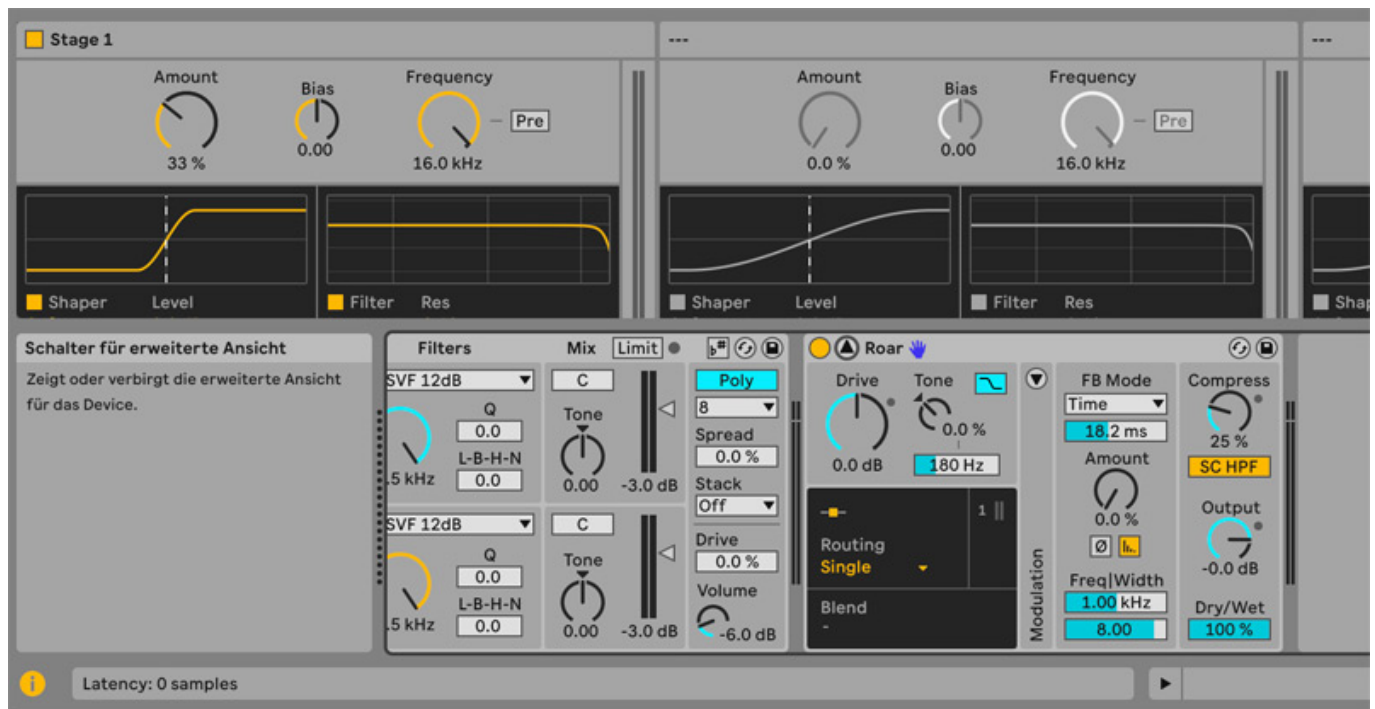 Stage 1
---
---
Amount
Bias
Frequency
Pre
33 %
0.00
16.0 kHz
Amount
Bias
Frequency
Pre
0.0 %
0.00
16.0 kHz
Shaper Level
Filter Res
Shaper Level
Filter Res
Schalter für erweiterte Ansicht
Zeigt oder verbirgt die erweiterte Ansicht
für das Device.
Filters
SVF 12dB
Q
0.0
L-B-H-N
.5 kHz
0.0
SVF 12dB
Q
0.0
L-B-H-N
.5 kHz
0.0
Mix Limit
C
Tone
0.00
-3.0 dB
C
Tone
0.00
-3.0 dB
Poly
8
Spread
0.0 %
Stack
Off
Drive
0.0 %
Volume
-6.0 dB
Roar
Drive
0.0 dB
Tone
0.0 %
180 Hz
1
Routing
Single
Blend
-
Modulation
FB Mode
Time
18.2 ms
Amount
0.0 %
Ø
Freq|Width
1.00 kHz
8.00
Compress
25 %
SC HPF
Output
-0.0 dB
Dry/Wet
100 %
Latency: 0 samples